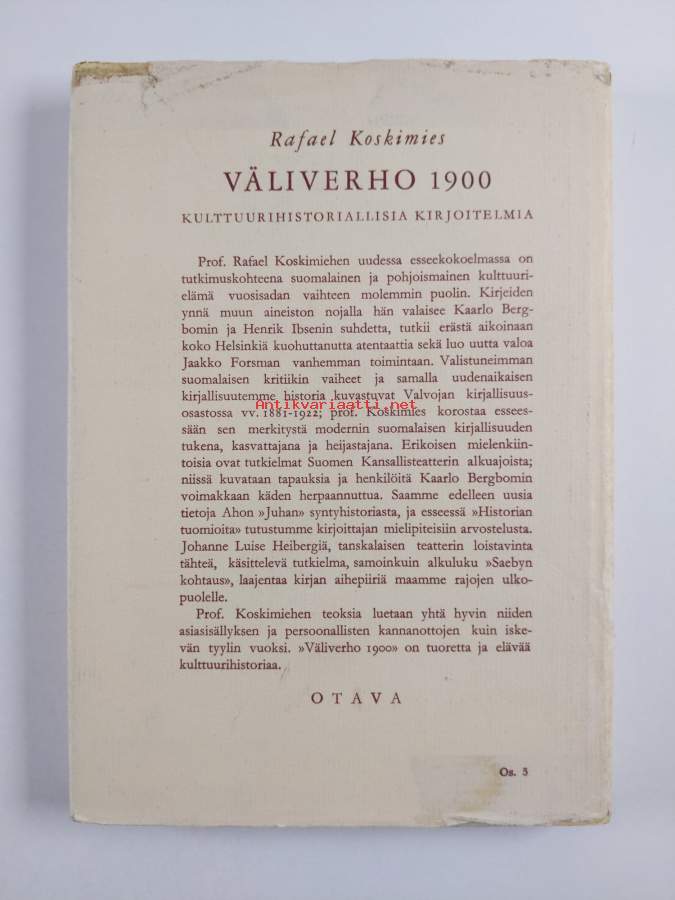 Rafael Koskimies
VÄLIVERHO 1900
KULTTUURIHISTORIALLISIA KIRJOITELMIA
Prof. Rafael Koskimiehen uudessa esseekokoelmassa on
tutkimuskohteena suomalainen ja pohjoismainen kulttuuri-
elämä vuosisadan vaihteen molemmin puolin. Kirjeiden
ynnä muun aineiston nojalla hän valaisee Kaarlo Berg-
bomin ja Henrik Ibsenin suhdetta, tutkii erästä aikoinaan
koko Helsinkiä kuohuttanutta atentaattia sekä luo uutta valoa
Jaakko Forsman vanhemman toimintaan. Valistuneimman
suomalaisen kritiikin vaiheet ja samalla uudenaikaisen
kirjallisuutemme historia kuvastuvat Valvojan kirjallisuus-
Antikvariaatti.net
osastossa vv. 1881-1922; prof. Koskimies korostaa essees-
sään sen merkitystä modernin suomalaisen kirjallisuuden
tukena, kasvattajana ja heijastajana. Erikoisen mielenkiin-
toisia ovat tutkielmat Suomen Kansallisteatterin alkuajoista;
niissä kuvataan tapauksia ja henkilöitä Kaarlo Bergbomin
voimakkaan käden herpaannuttua. Saamme edelleen uusia
tietoja Ahon »Juhan» syntyhistoriasta, ja esseessä »Historian
tuomioita» tutustumme kirjoittajan mielipiteisiin arvostelusta.
Johanne Luise Heibergiä, tanskalaisen teatterin loistavinta
tähteä, käsittelevä tutkielma, samoinkuin alkuluku »Saebyn
kohtaus», laajentaa kirjan aihepiiriä maamme rajojen ulko-
puolelle.
Prof. Koskimiehen teoksia luetaan yhtä hyvin niiden
asiasisällyksen ja persoonallisten kannanottojen kuin iske-
vän tyylin vuoksi. »Väliverho 1900» on tuoretta ja elävää
kulttuurihistoriaa.
OTAVA
Os. 5